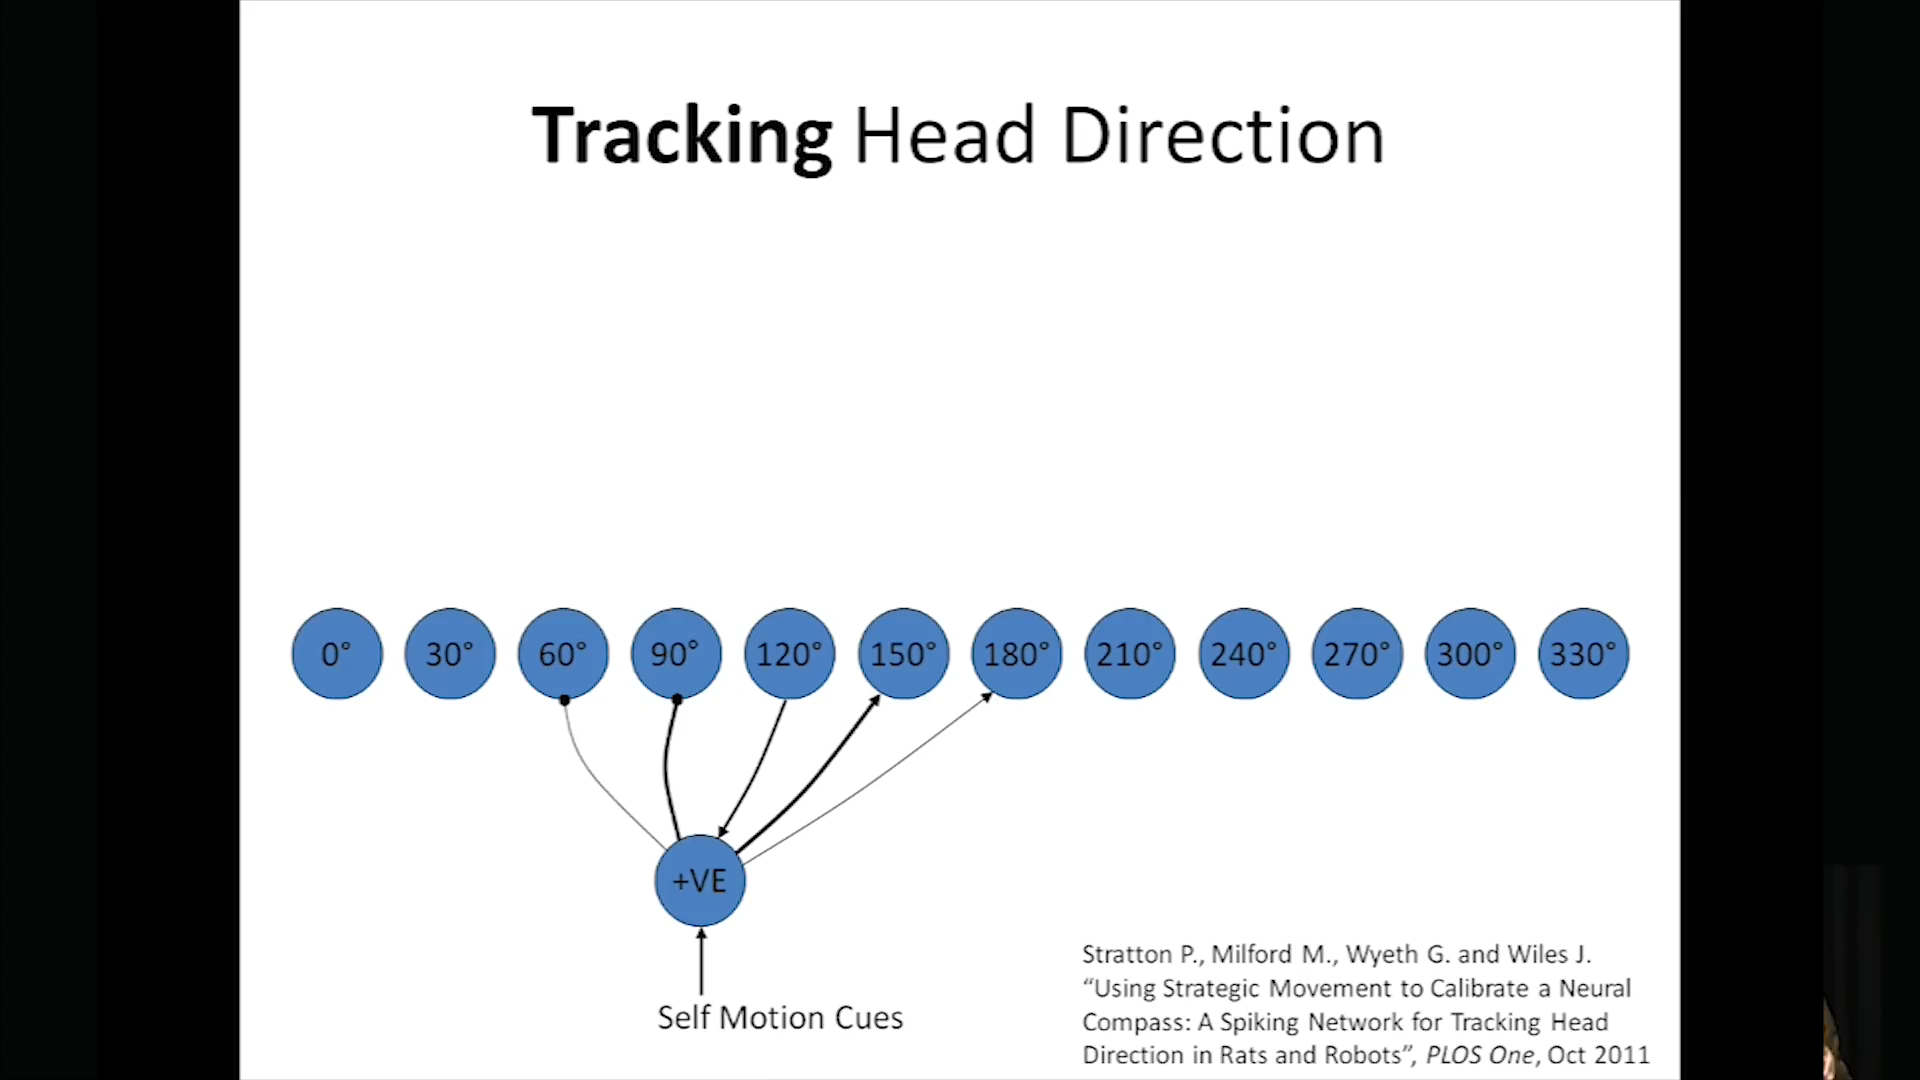 Tracking Head Direction
0° 30° 60° 90° 120° 150° 180° 210° 240° 270° 300° 330°
+VE
Self Motion Cues
Stratton P., Milford M., Wyeth G. and Wiles J.
“Using Strategic Movement to Calibrate a Neural
Compass: A Spiking Network for Tracking Head
Direction in Rats and Robots”, PLOS One, Oct 2011